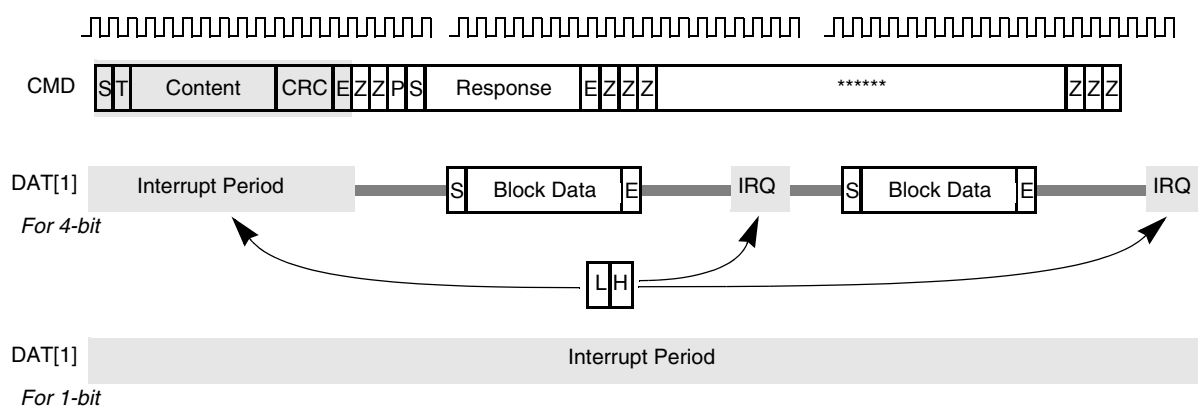 CMD S T Content CRC E Z Z P S Response E Z Z Z ****** Z Z Z
DAT[1] Interrupt Period S Block Data E IRQ S Block Data E IRQ
For 4-bit
L H
DAT[1] Interrupt Period
For 1-bit